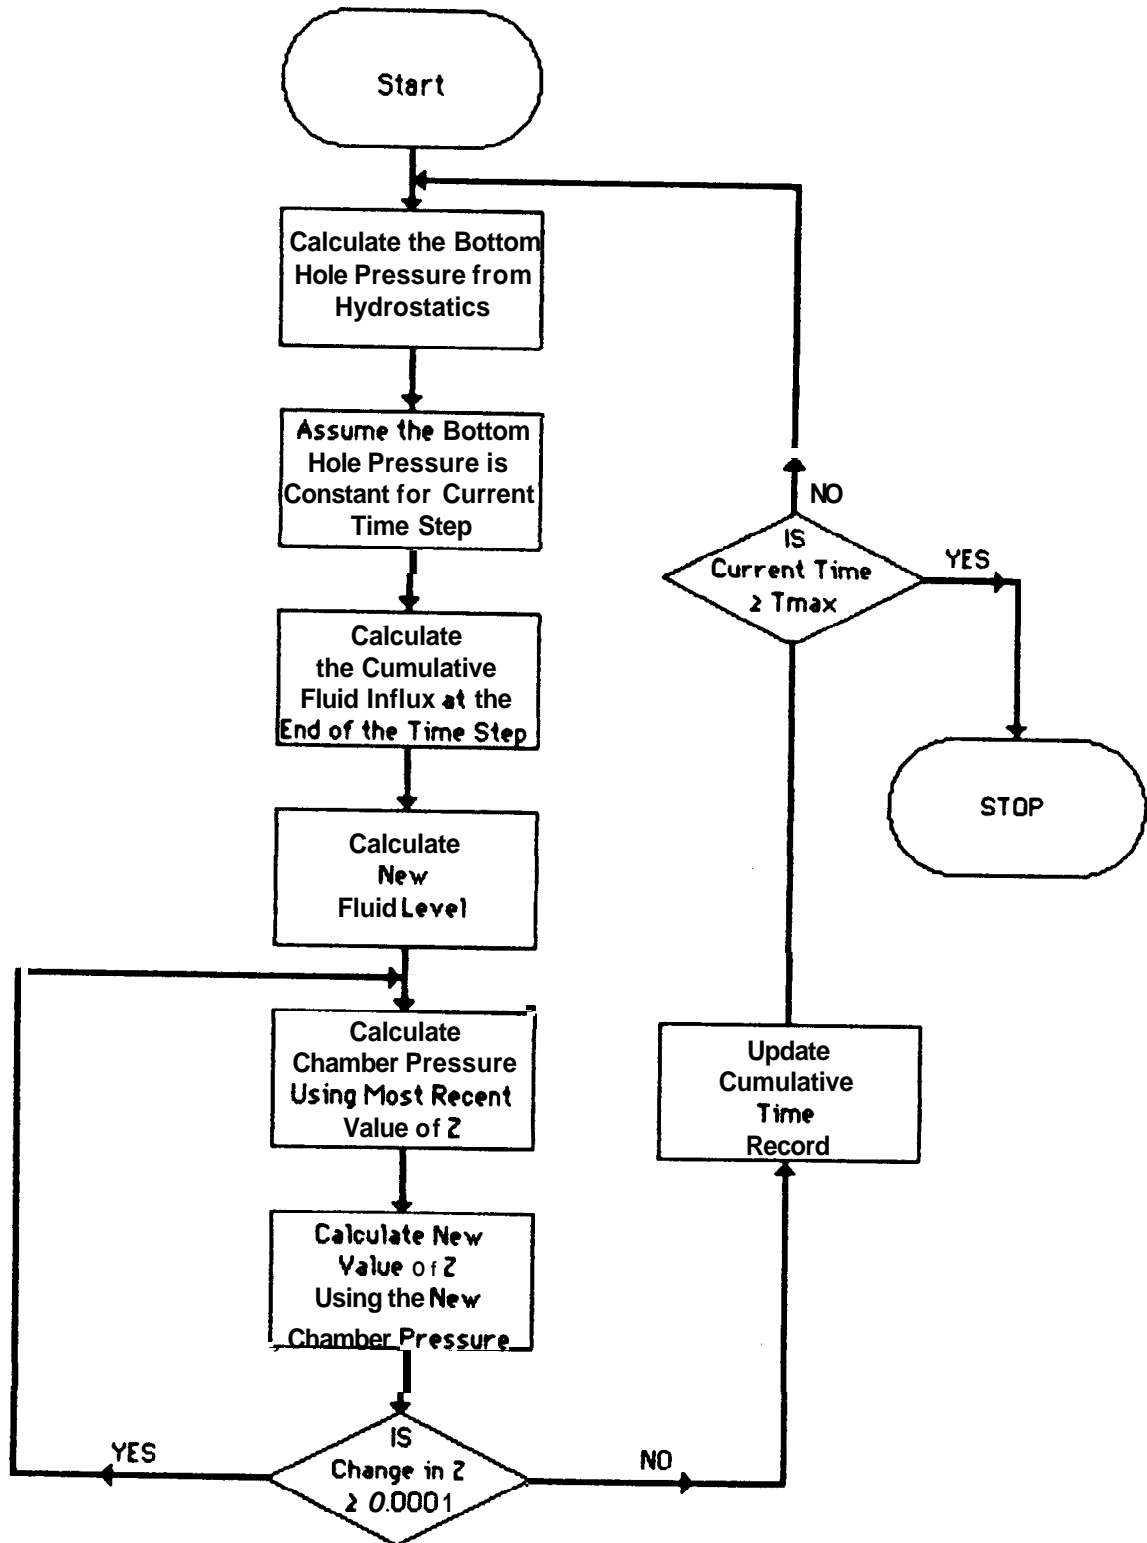 Start
Calculate the Bottom
Hole Pressure from
Hydrostatics
Assume the Bottom
Hole Pressure is
Constant for Current
Time Step
Calculate
the Cumulative
Fluid Influx at the
End of the Time Step
Calculate
New
Fluid Level
Calculate
Chamber Pressure
Using Most Recent
Value of Z
Calculate New
Value of Z
Using the New
Chamber Pressure
IS
Change in Z
≥ 0.0001
YES
NO
Update
Cumulative
Time
Record
IS
Current Time
≥ Tmax
NO
YES
STOP